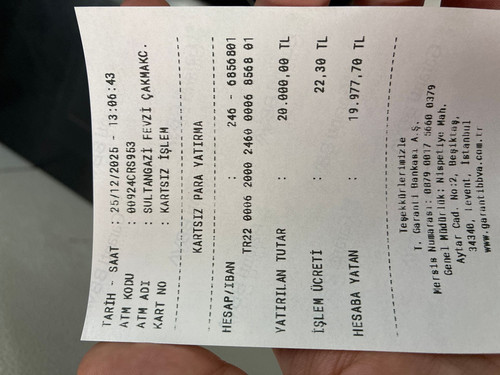 TARİH - SAAT : 25/12/2025 - 13:06:43
ATM KODU : 00924CRS953
ATM ADI : SULTANGAZİ FEVZİ ÇAKMAKC.
KART NO : KARTSIZ İŞLEM
KARTSIZ PARA YATIRMA
HESAP/IBAN : 246 - 6856801
TR22 0006 2000 2460 0006 8568 01
YATIRILAN TUTAR : 20.000,00 TL
İŞLEM ÜCRETİ : 22,30 TL
HESABA YATAN : 19.977,70 TL
Teşekkürlerimizle
T. Garanti Bankası A.Ş.
Mersis Numarası: 0879 0017 5660 0379
Genel Müdürlük: Nispetiye Mah.
Aytar Cad. No:2, Beşiktaş,
34340, Levent, İstanbul
www.garantibbva.com.tr